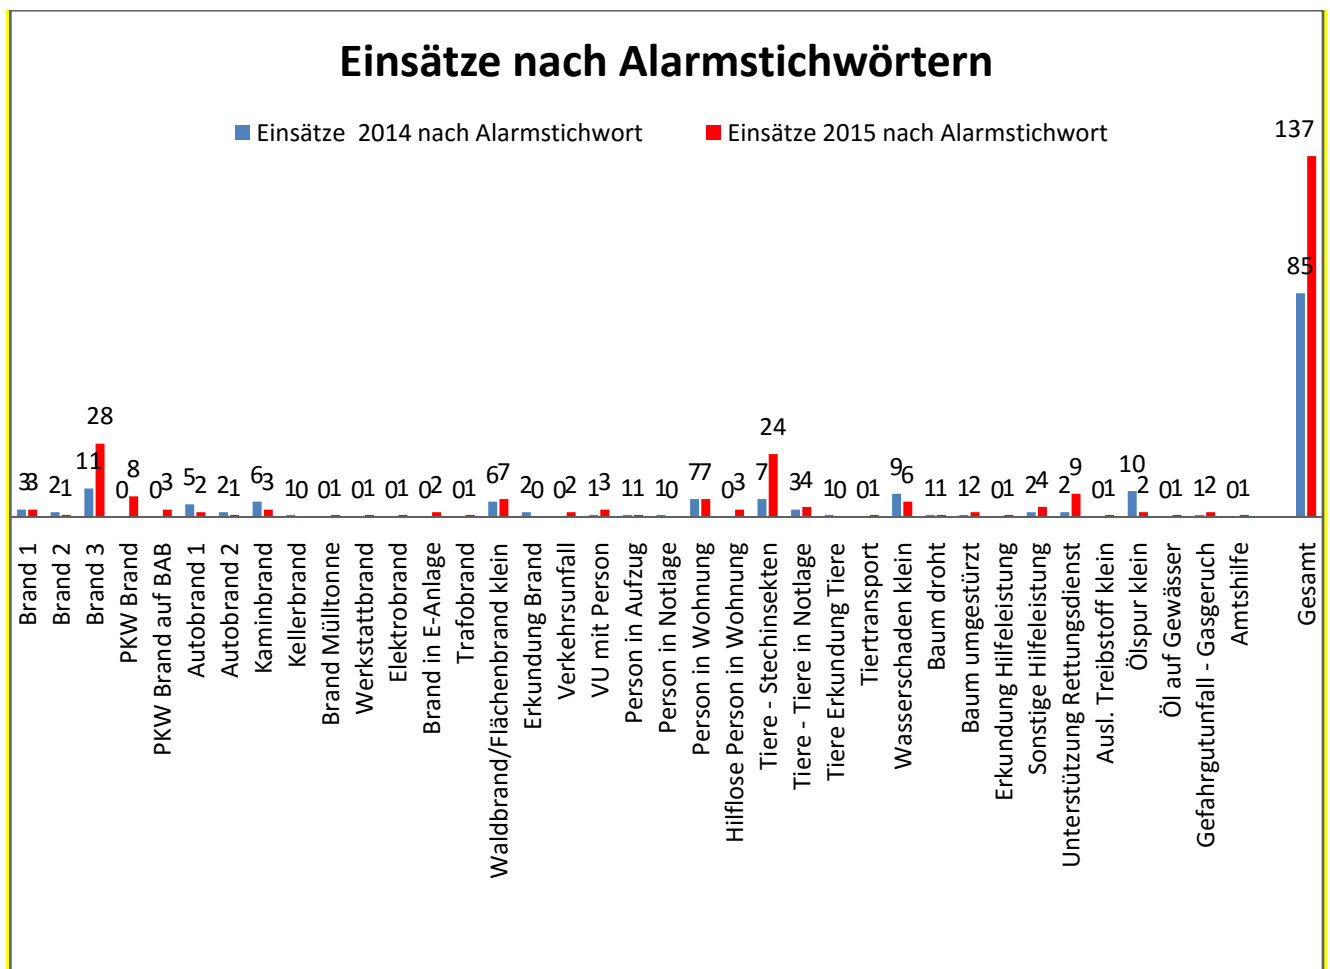 Einsätze nach Alarmstichwörtern
Einsätze 2014 nach Alarmstichwort
Einsätze 2015 nach Alarmstichwort
3 3 2 1 11 28 0 8 0 3 5 2 2 1 6 3 1 0 0 1 0 1 0 1 0 2 0 1 6 7 2 0 0 2 1 3 1 1 1 0 7 7 0 3 7 24 3 4 1 0 0 1 9 6 1 1 1 2 0 1 2 4 2 9 0 1 10 2 0 1 1 2 0 1 85 137
Brand 1
Brand 2
Brand 3
PKW Brand
PKW Brand auf BAB
Autobrand 1
Autobrand 2
Kaminbrand
Kellerbrand
Brand Mülltonne
Werkstattbrand
Elektrobrand
Brand in E-Anlage
Trafobrand
Waldbrand/Flächenbrand klein
Erkundung Brand
Verkehrsunfall
VU mit Person
Person in Aufzug
Person in Notlage
Person in Wohnung
Hilflose Person in Wohnung
Tiere - Stechinsekten
Tiere - Tiere in Notlage
Tiere Erkundung Tiere
Tiertransport
Wasserschaden klein
Baum droht
Baum umgestürzt
Erkundung Hilfeleistung
Sonstige Hilfeleistung
Unterstützung Rettungsdienst
Ausl. Treibstoff klein
Ölspur klein
Öl auf Gewässer
Gefahrgutunfall - Gasgeruch
Amtshilfe
Gesamt